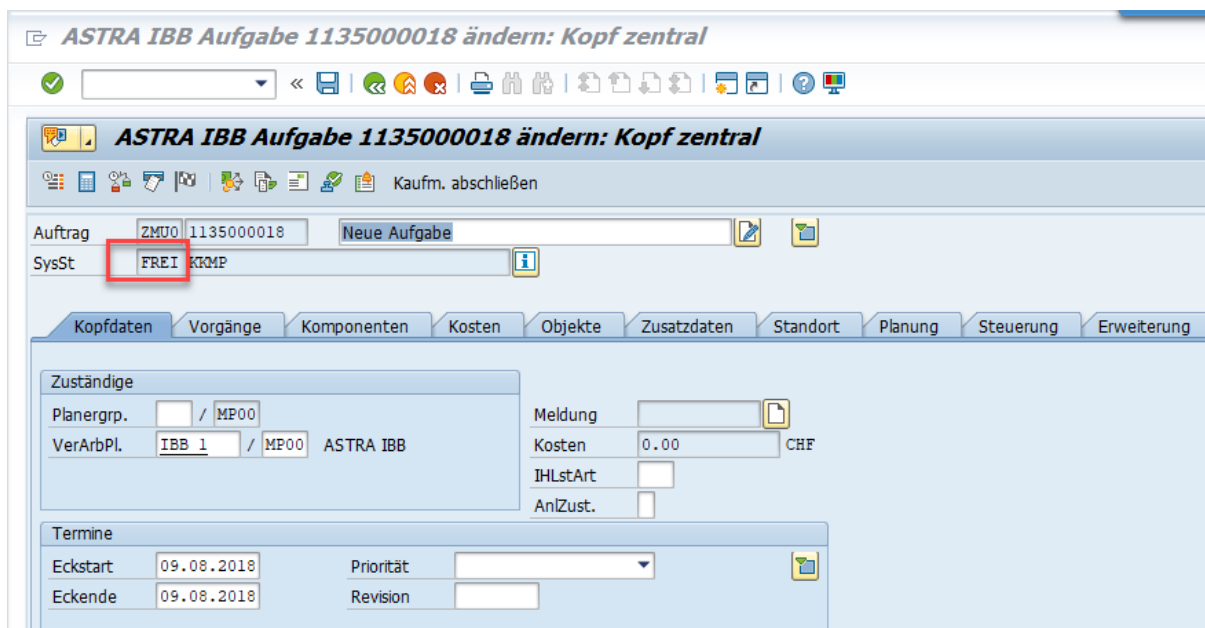 ASTRA IBB Aufgabe 1135000018 ändern: Kopf zentral
ASTRA IBB Aufgabe 1135000018 ändern: Kopf zentral
Kaufm. abschließen
Auftrag ZMU0 1135000018 Neue Aufgabe
SysSt FREI KKMP
Kopfdaten Vorgänge Komponenten Kosten Objekte Zusatzdaten Standort Planung Steuerung Erweiterung
Zuständige
Planergrp. / MP00 Meldung
VerArbPl. IBB 1 / MP00 ASTRA IBB Kosten 0.00 CHF
IHLstArt
AnlZust.
Termine
Eckstart 09.08.2018 Priorität
Eckende 09.08.2018 Revision